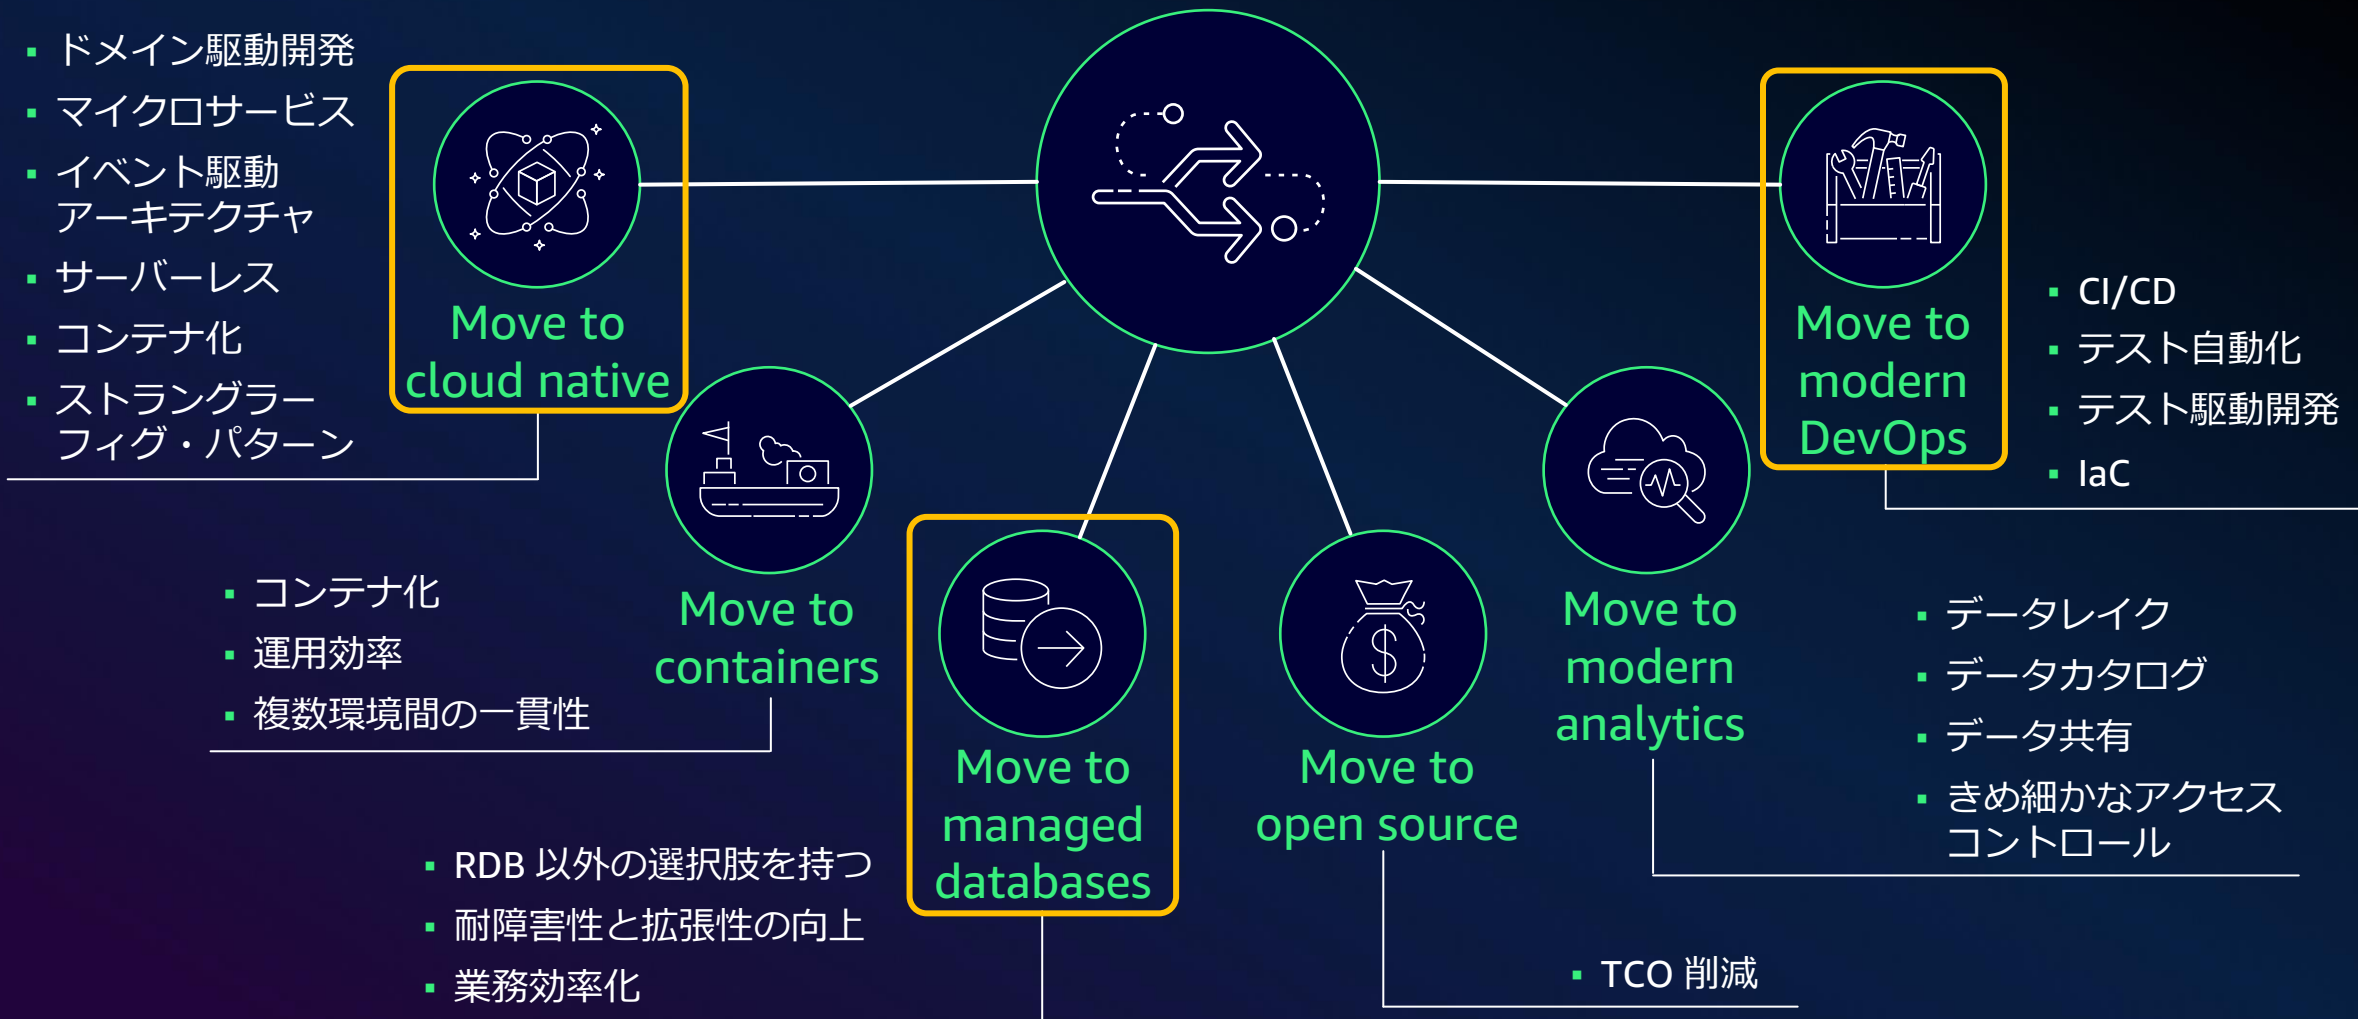 ドメイン駆動開発
マイクロサービス
イベント駆動
アーキテクチャ
サーバーレス
コンテナ化
ストラングラー
フィグ・パターン
Move to
cloud native
コンテナ化
運用効率
複数環境間の一貫性
Move to
containers
RDB 以外の選択肢を持つ
耐障害性と拡張性の向上
業務効率化
Move to
managed
databases
Move to
open source
TCO 削減
Move to
modern
analytics
データレイク
データカタログ
データ共有
きめ細かなアクセス
コントロール
Move to
modern
DevOps
CI/CD
テスト自動化
テスト駆動開発
IaC
$